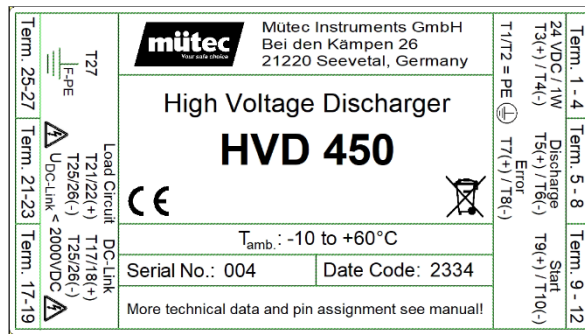 Term. 25-27
Term. 21-23
Term. 17-19
T27
F-PE
Load Circuit
T21/22(+)
T25/26(-)
DC-Link
T17/18(+)
T25/26(-)
UDC-Link < 2000VDC
mütec
Your safe choice
Mütec Instruments GmbH
Bei den Kämpen 26
21220 Seevetal, Germany
High Voltage Discharger
HVD 450
CE
Tamb.: -10 to +60°C
Serial No.: 004
Date Code: 2334
More technical data and pin assignment see manual!
Term. 1 - 4
24 VDC / 1W
T3(+) / T4(-)
T1/T2 = PE
Term. 5 - 8
Discharge
T5(+) / T6(-)
Error
T7(+) / T8(-)
Term. 9 - 12
Start
T9(+) / T10(-)